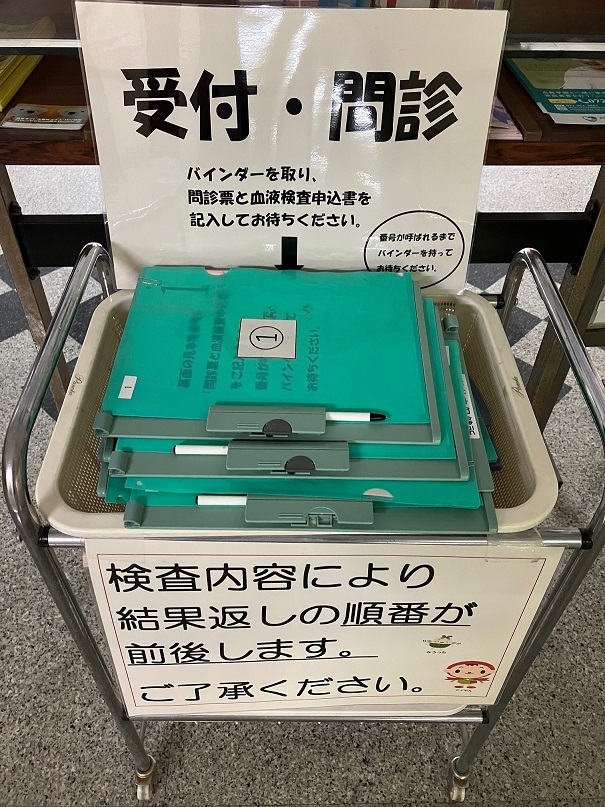 受付・問診
バインダーを取り、
問診票と血液検査申込書を
記入してお待ちください。
番号が呼ばれるまで
バインダーを持って
お待ちください。
①
1
検査内容により
結果返しの順番が
前後します。
ご了承ください。